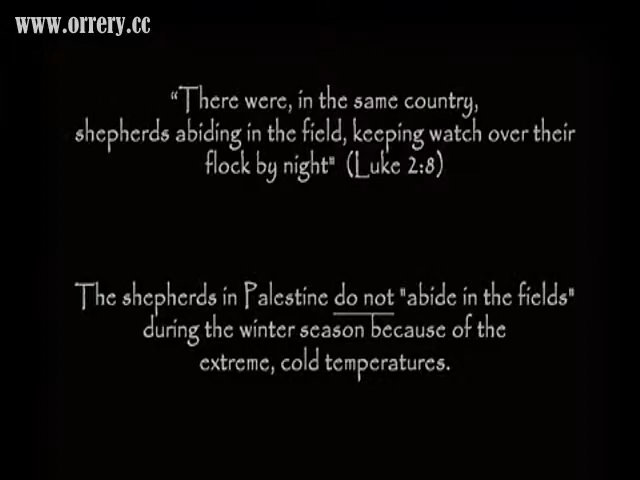 www.orrery.cc
“There were, in the same country,
shepherds abiding in the field, keeping watch over their
flock by night" (Luke 2:8)
The shepherds in Palestine do not "abide in the fields"
during the winter season because of the
extreme, cold temperatures.